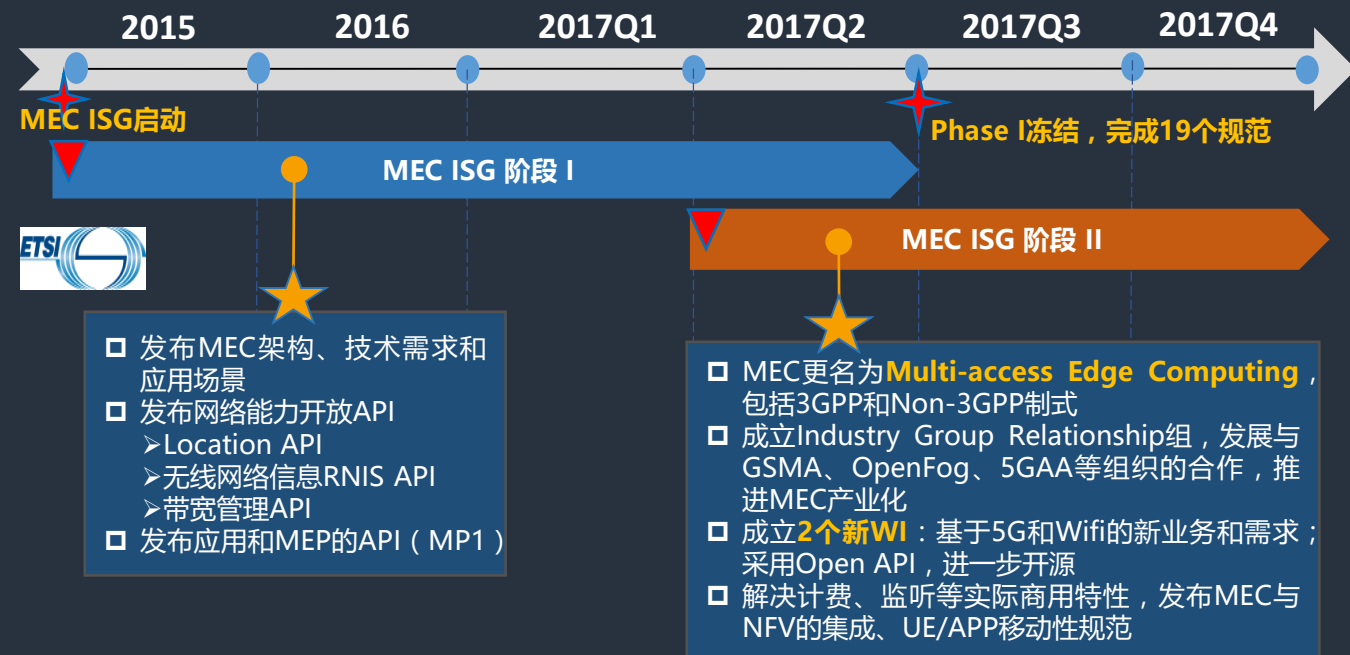 2015 2016 2017Q1 2017Q2 2017Q3 2017Q4
MEC ISG启动
Phase I冻结，完成19个规范
MEC ISG 阶段 I
ETSI
MEC ISG 阶段 II
发布MEC架构、技术需求和
应用场景
发布网络能力开放API
➢Location API
➢无线网络信息RNIS API
➢带宽管理API
发布应用和MEP的API（MP1）
MEC更名为Multi-access Edge Computing，
包括3GPP和Non-3GPP制式
成立Industry Group Relationship组，发展与
GSMA、OpenFog、5GAA等组织的合作，推
进MEC产业化
成立2个新WI：基于5G和Wifi的新业务和需求；
采用Open API，进一步开源
解决计费、监听等实际商用特性，发布MEC与
NFV的集成、UE/APP移动性规范